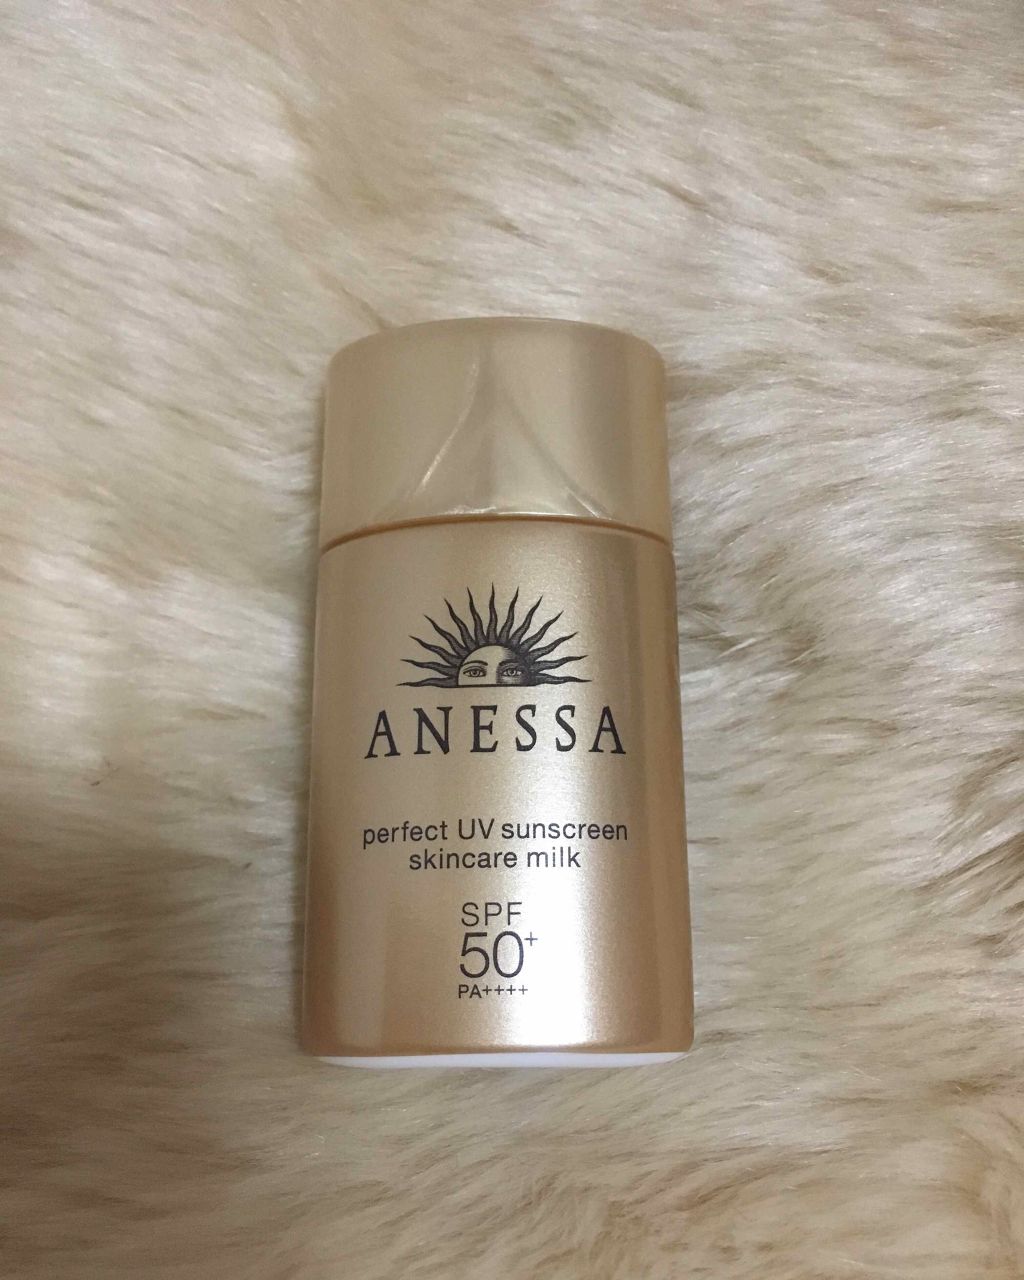 ANESSA
perfect UV sunscreen
skincare milk
SPF
50+
PA++++